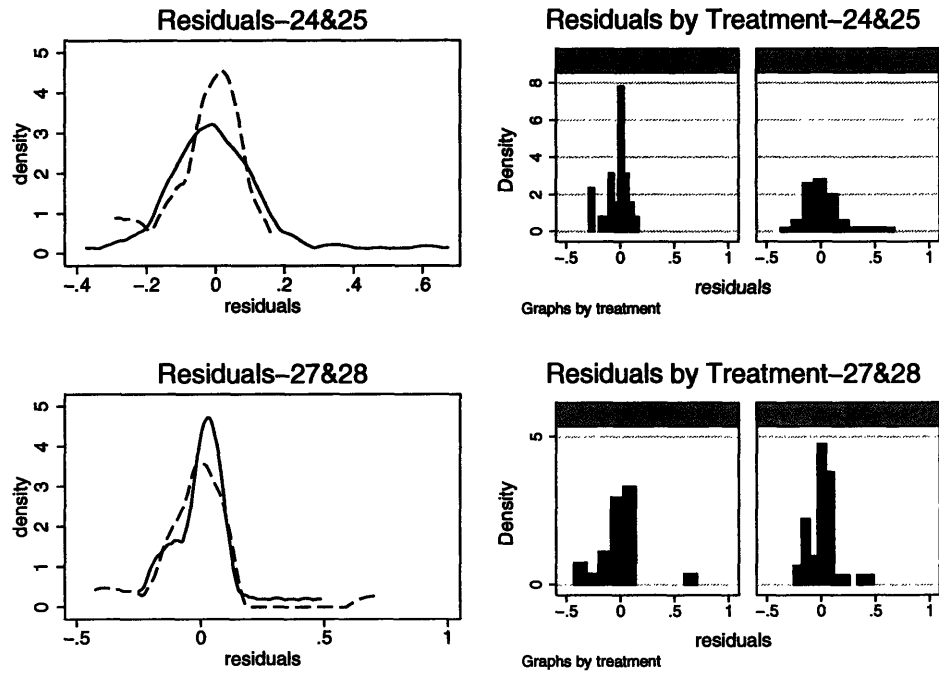 Residuals–24&25
density
0 1 2 3 4 5
–.4 –.2 0 .2 .4 .6
residuals
Residuals by Treatment–24&25
Density
0 2 4 6 8
–.5 0 .5 1 –.5 0 .5 1
residuals
Graphs by treatment
Residuals–27&28
density
0 1 2 3 4 5
–.5 0 .5 1
residuals
Residuals by Treatment–27&28
Density
0 5
–.5 0 .5 1 –.5 0 .5 1
residuals
Graphs by treatment